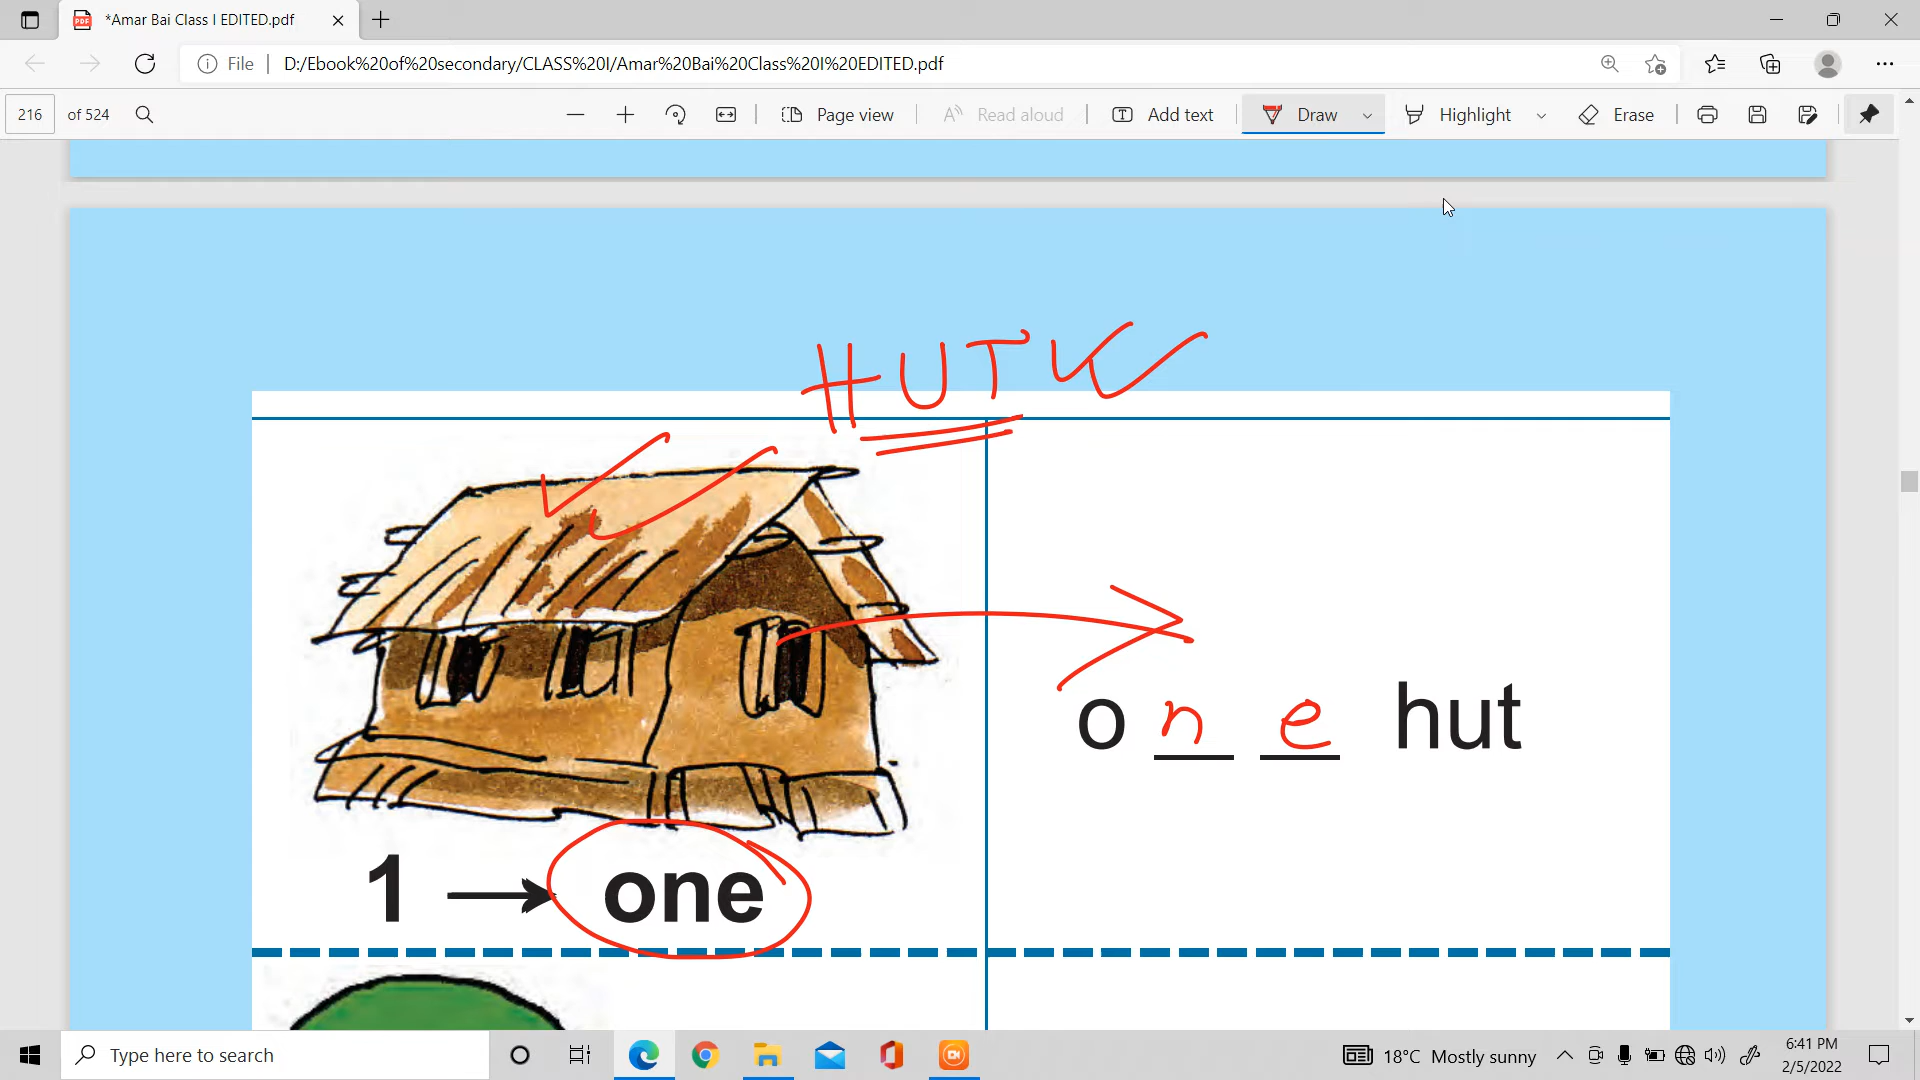 *Amar Bai Class I EDITED.pdf
File D:/Ebook%20of%20secondary/CLASS%20I/Amar%20Bai%20Class%20I%20EDITED.pdf
216 of 524 Page view Read aloud Add text Draw Highlight Erase
HUT
o n e hut
1 → one
Type here to search
18°C Mostly sunny
6:41 PM
2/5/2022